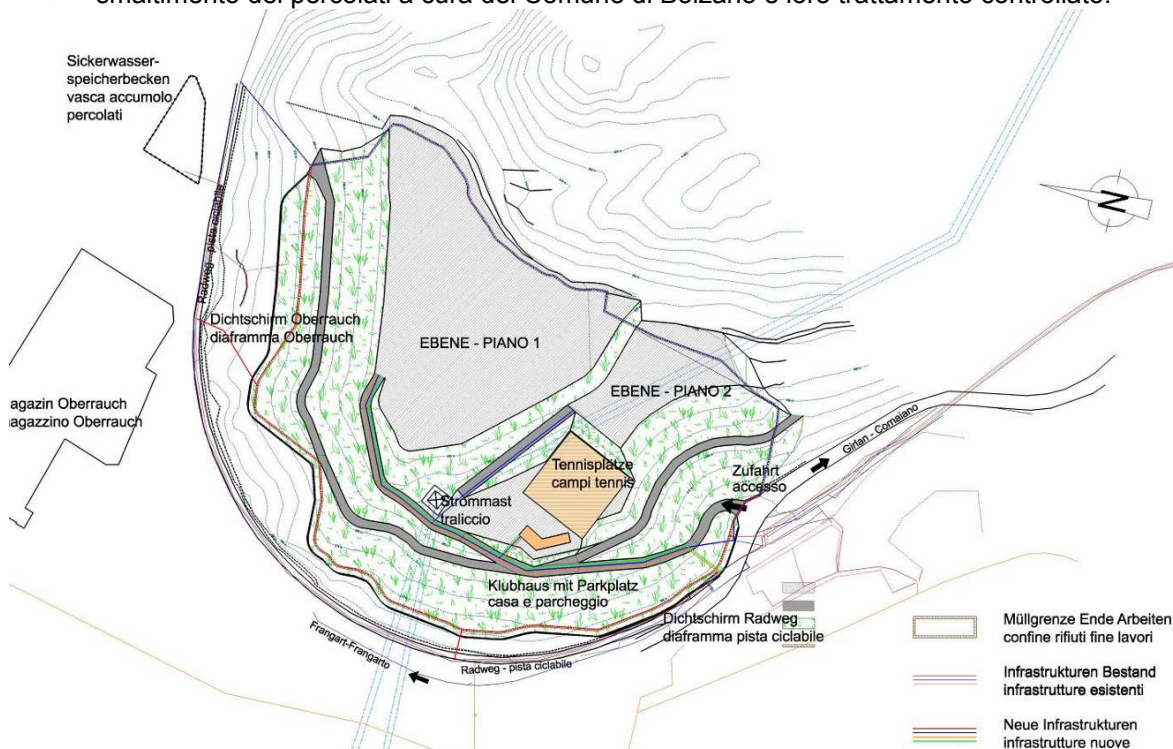 smaltimento dei percolati a cura del Comune di Bolzano e loro trattamento controllato.
Sickerwasser-
speicherbecken
vasca accumolo
percolati
Radweg - pista ciclabile
N
Dichtschirm Oberrauch
diaframma Oberrauch
EBENE - PIANO 1
EBENE - PIANO 2
agazin Oberrauch
nagazzino Oberrauch
Girlan - Cornaiano
Tennisplätze
campi tennis
Zufahrt
accesso
Strommast
traliccio
Klubhaus mit Parkplatz
casa e parcheggio
Dichtschirm Radweg
diaframma pista ciclabile
Frangart-Frangarto
Radweg - pista ciclabile
Müllgrenze Ende Arbeiten
confine rifiuti fine lavori
Infrastrukturen Bestand
infrastrutture esistenti
Neue Infrastrukturen
infrastrutture nuove